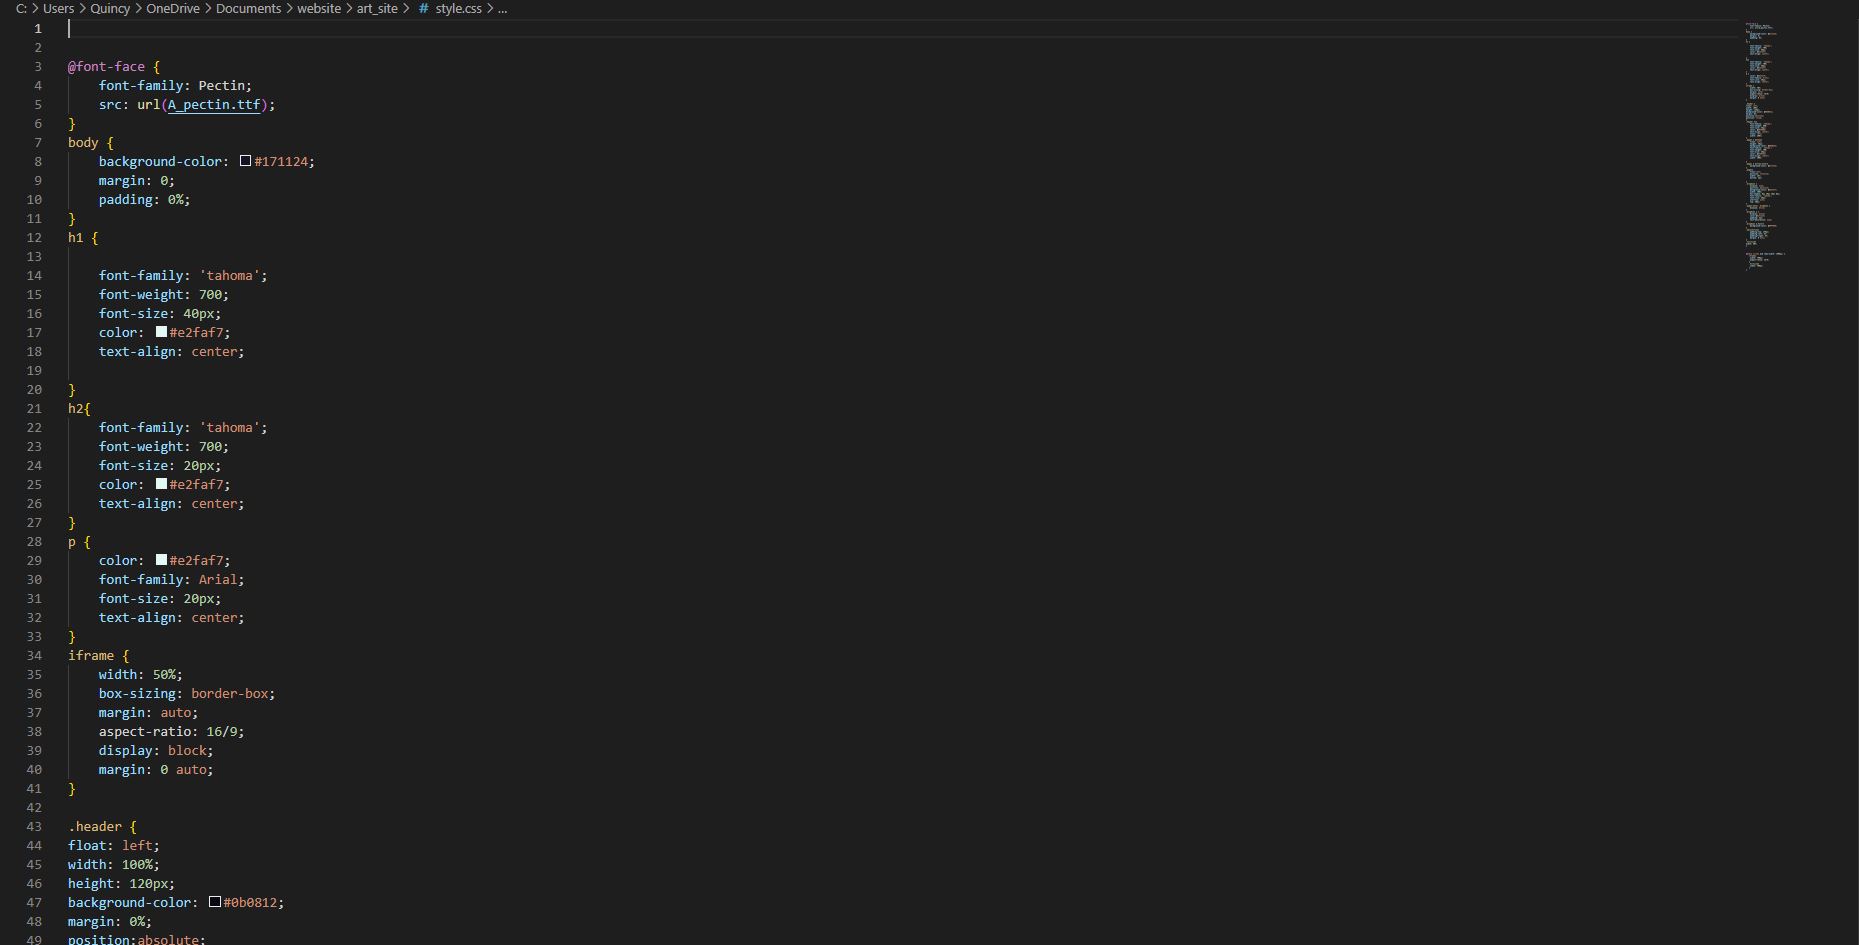 C: > Users > Quincy > OneDrive > Documents > website > art_site > # style.css > ...
1
2
3 @font-face {
4 font-family: Pectin;
5 src: url(A_pectin.ttf);
6 }
7 body {
8 background-color: #171124;
9 margin: 0;
10 padding: 0%;
11 }
12 h1 {
13
14 font-family: 'tahoma';
15 font-weight: 700;
16 font-size: 40px;
17 color: #e2faf7;
18 text-align: center;
19
20 }
21 h2{
22 font-family: 'tahoma';
23 font-weight: 700;
24 font-size: 20px;
25 color: #e2faf7;
26 text-align: center;
27 }
28 p {
29 color: #e2faf7;
30 font-family: Arial;
31 font-size: 20px;
32 text-align: center;
33 }
34 iframe {
35 width: 50%;
36 box-sizing: border-box;
37 margin: auto;
38 aspect-ratio: 16/9;
39 display: block;
40 margin: 0 auto;
41 }
42
43 .header {
44 float: left;
45 width: 100%;
46 height: 120px;
47 background-color: #0b0812;
48 margin: 0%;
49 position:absolute;